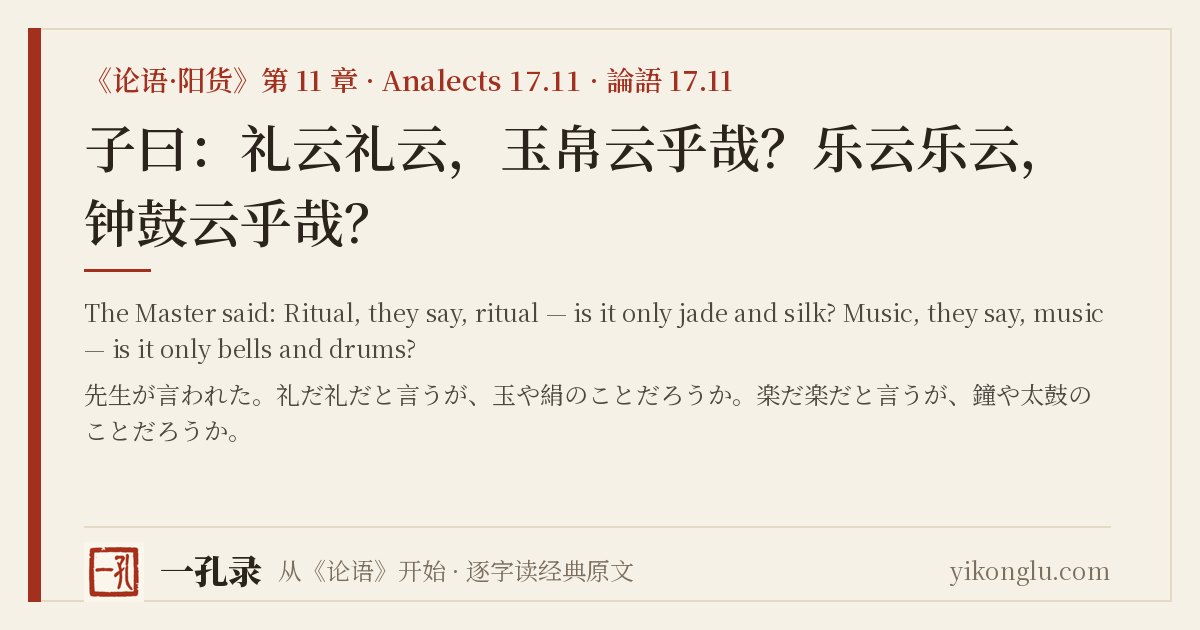 《论语·阳货》第 11 章 · Analects 17.11 · 論語 17.11
子曰：礼云礼云，玉帛云乎哉？乐云乐云，
钟鼓云乎哉？
The Master said: Ritual, they say, ritual — is it only jade and silk? Music, they say, music
— is it only bells and drums?
先生が言われた。礼だ礼だと言うが、玉や絹のことだろうか。楽だ楽だと言うが、鐘や太鼓の
ことだろうか。
一孔
一孔录 从《论语》开始 · 逐字读经典原文 yikonglu.com